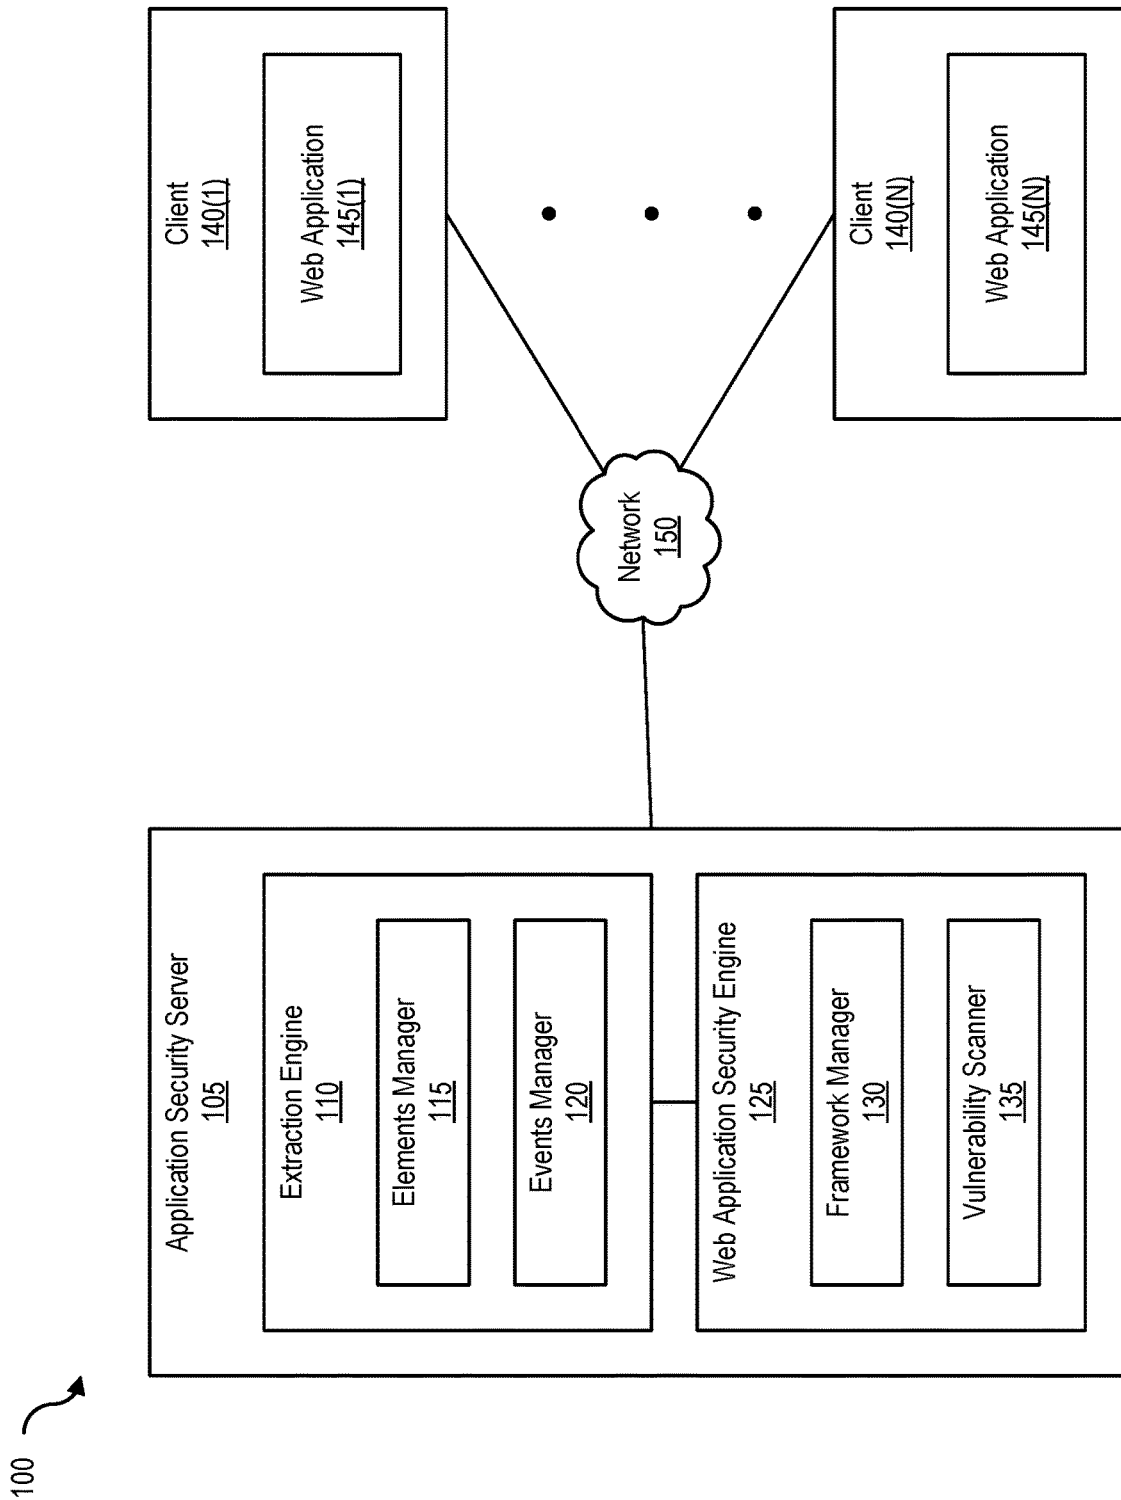 100
Application Security Server
105
Extraction Engine
110
Elements Manager
115
Events Manager
120
Web Application Security Engine
125
Framework Manager
130
Vulnerability Scanner
135
Network
150
Client
140(1)
Web Application
145(1)
Client
140(N)
Web Application
145(N)